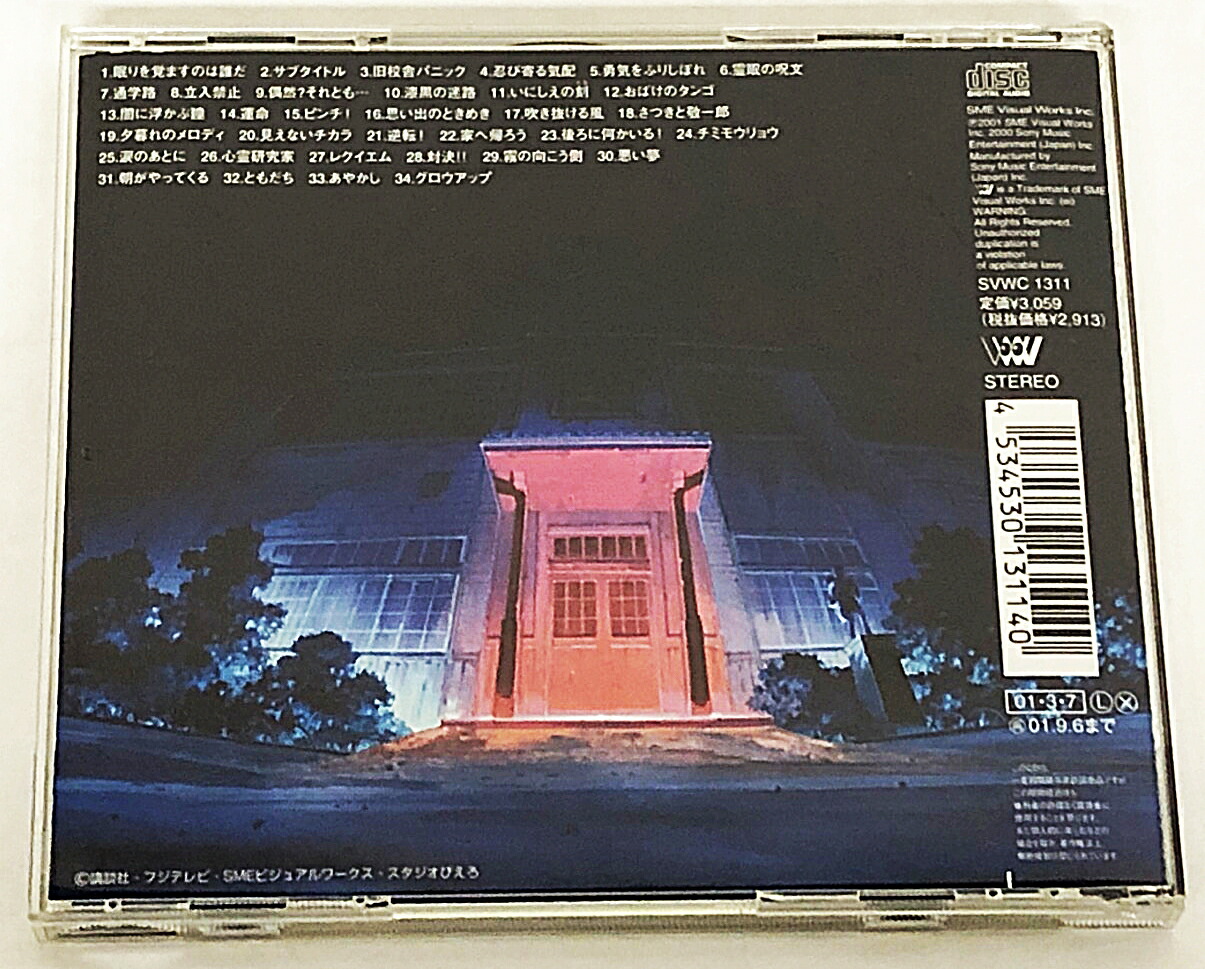 1.眠りを覚ますのは誰だ 2.サブタイトル 3.旧校舎パニック 4.忍び寄る気配 5.勇気をふりしぼれ 6.霊眠の呪文
7.通学路 8.立入禁止 9.偶然?それとも… 10.漆黒の迷路 11.いにしえの刻 12.おばけのタンゴ
13.闇に浮かぶ瞳 14.運命 15.ピンチ! 16.思い出のときめき 17.吹き抜ける風 18.さつきと敬一郎
19.夕暮れのメロディ 20.見えないチカラ 21.逆転! 22.家へ帰ろう 23.後ろに何かいる! 24.チミモウリョウ
25.涙のあとに 26.心霊研究家 27.レクイエム 28.対決!! 29.霧の向こう側 30.悪い夢
31.朝がやってくる 32.ともだち 33.あやかし 34.グロウアップ
COMPACT
disc
DIGITAL AUDIO
SME Visual Works Inc.
℗2001 SME Visual Works
Inc. 2000 Sony Music
Entertainment (Japan) Inc.
Manufactured by
Sony Music Entertainment
(Japan) Inc.
is a Trademark of SME
Visual Works Inc.
WARNING:
All Rights Reserved.
Unauthorized
duplication is
a violation
of applicable laws.
SVWC 1311
定価¥3,059
(税抜価格¥2,913)
STEREO
4 534530 131140
01・3・7 L X
01.9.6まで
©講談社・フジテレビ・SMEビジュアルワークス・スタジオぴえろ